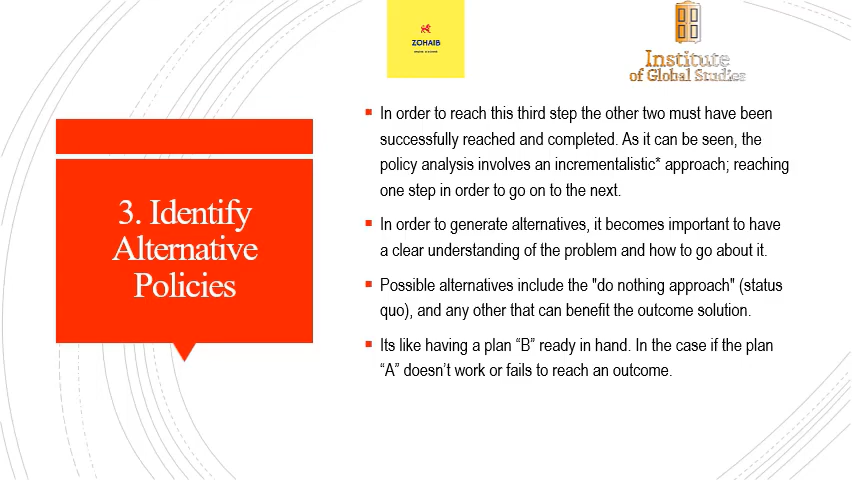 ZOHAIB
Institute
of Global Studies
3. Identify
Alternative
Policies
In order to reach this third step the other two must have been
successfully reached and completed. As it can be seen, the
policy analysis involves an incrementalistic* approach; reaching
one step in order to go on to the next.
In order to generate alternatives, it becomes important to have
a clear understanding of the problem and how to go about it.
Possible alternatives include the "do nothing approach" (status
quo), and any other that can benefit the outcome solution.
Its like having a plan “B” ready in hand. In the case if the plan
“A” doesn’t work or fails to reach an outcome.